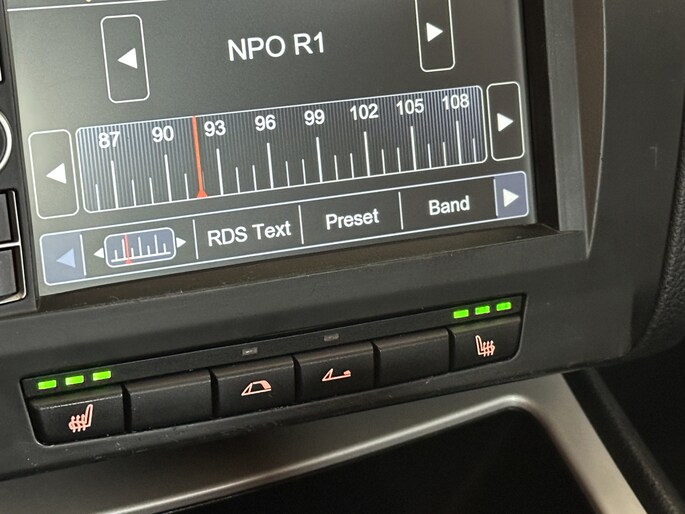 NPO R1
87 90 93 96 99 102 105 108
RDS Text Preset Band